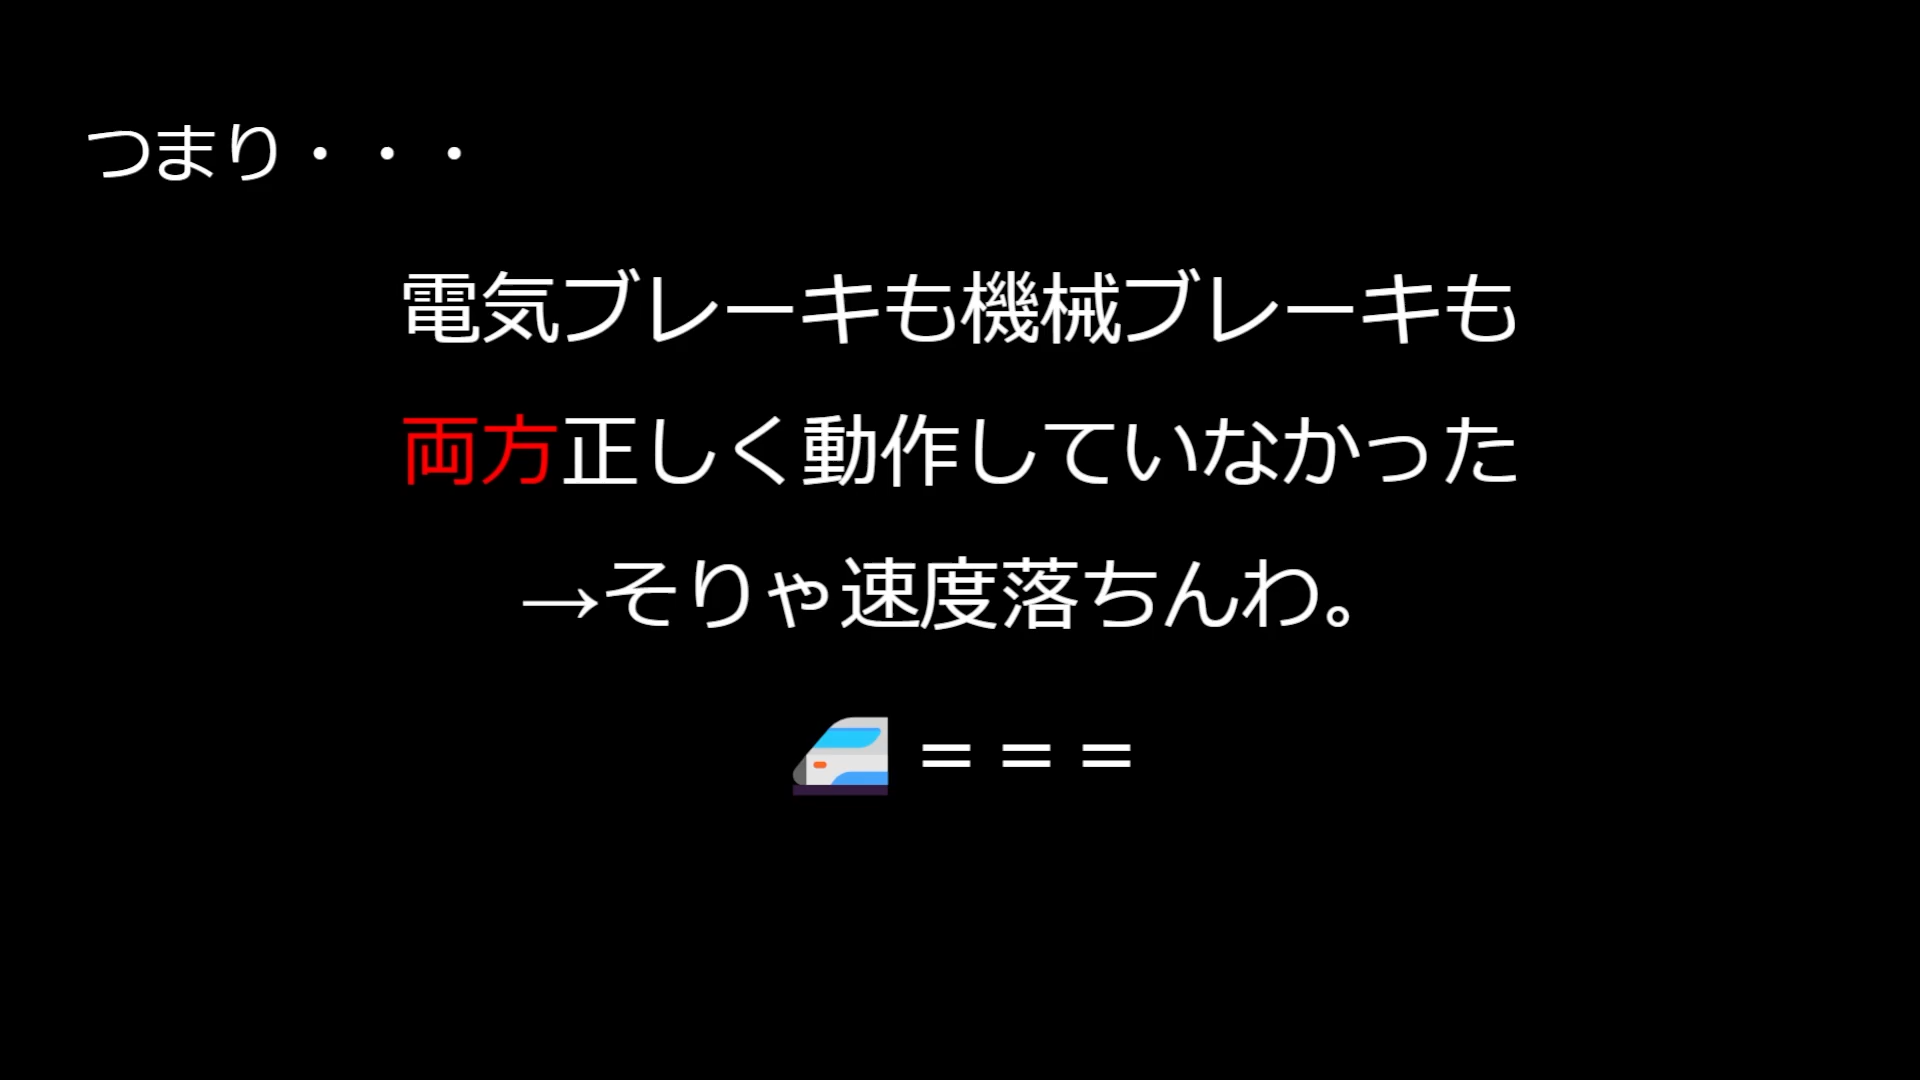 つまり・・・
電気ブレーキも機械ブレーキも
両方正しく動作していなかった
→そりゃ速度落ちんわ。
🚄＝＝＝